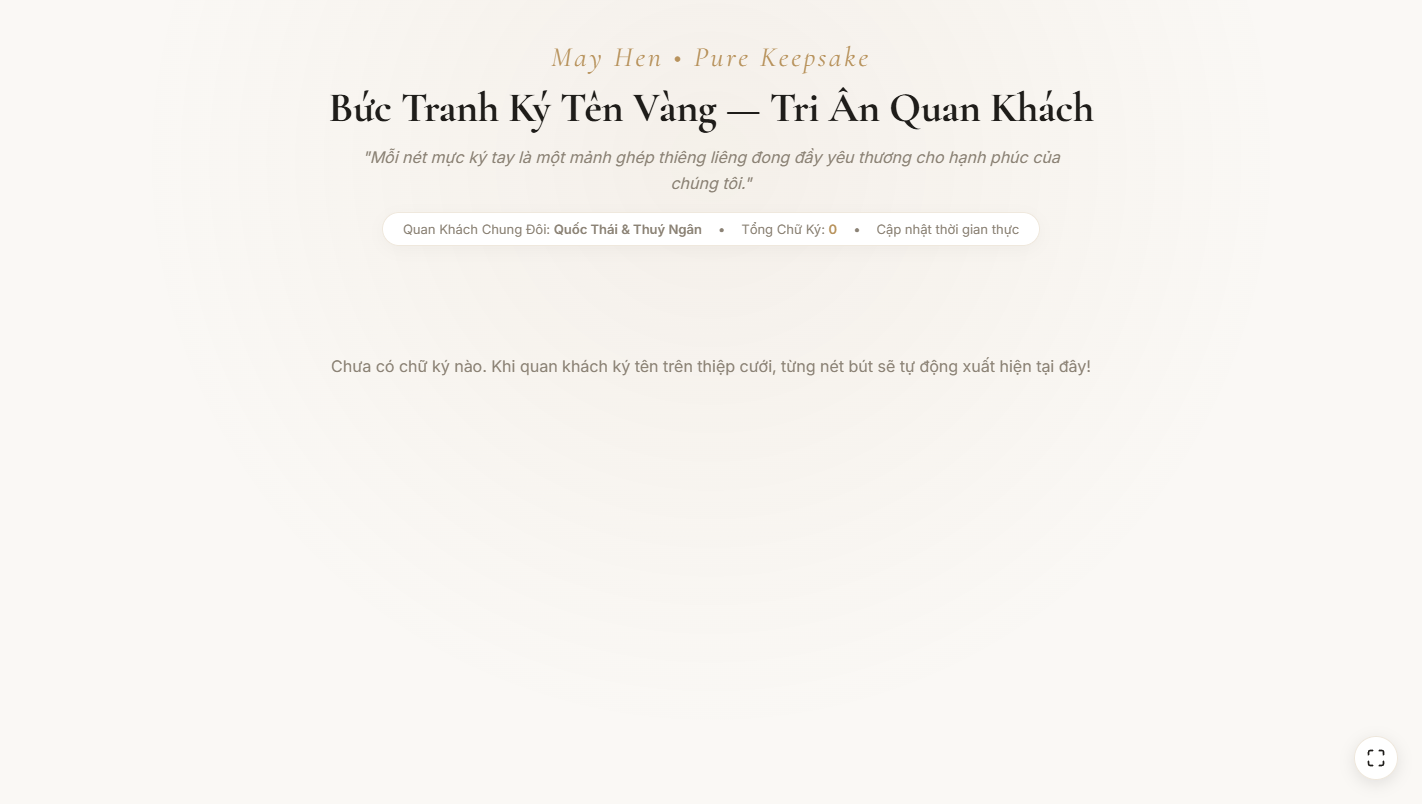 May Hen • Pure Keepsake
Bức Tranh Ký Tên Vàng — Tri Ân Quan Khách
"Mỗi nét mực ký tay là một mảnh ghép thiêng liêng đong đầy yêu thương cho hạnh phúc của
chúng tôi."
Quan Khách Chung Đôi: Quốc Thái & Thuý Ngân • Tổng Chữ Ký: 0 • Cập nhật thời gian thực
Chưa có chữ ký nào. Khi quan khách ký tên trên thiệp cưới, từng nét bút sẽ tự động xuất hiện tại đây!